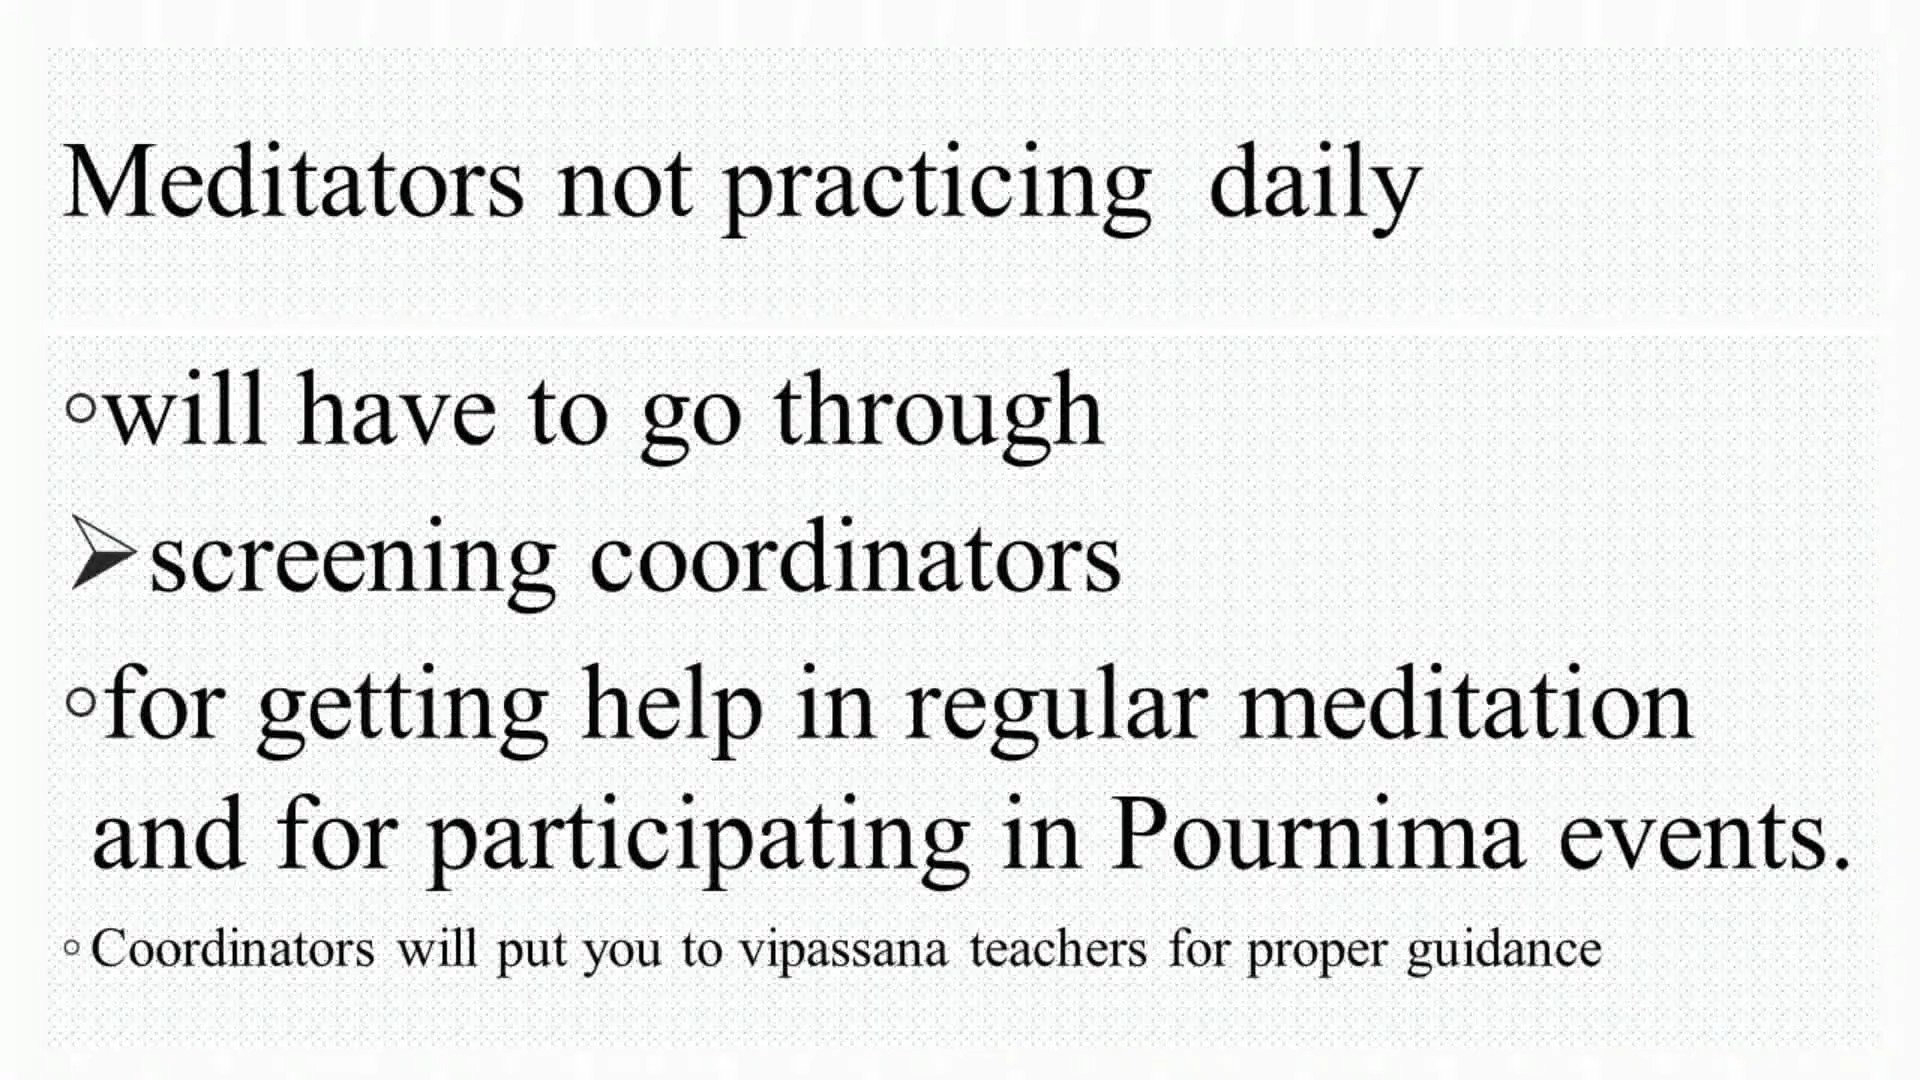 Meditators not practicing daily
◦will have to go through
➢screening coordinators
◦for getting help in regular meditation
and for participating in Pournima events.
◦Coordinators will put you to vipassana teachers for proper guidance